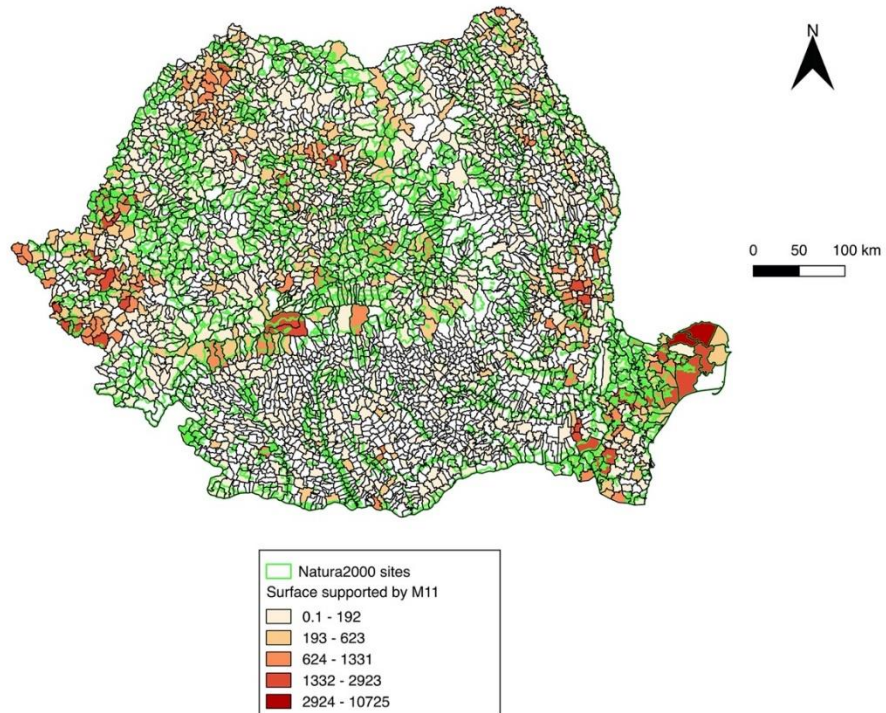 N
0 50 100 km
Natura2000 sites
Surface supported by M11
0.1 - 192
193 - 623
624 - 1331
1332 - 2923
2924 - 10725